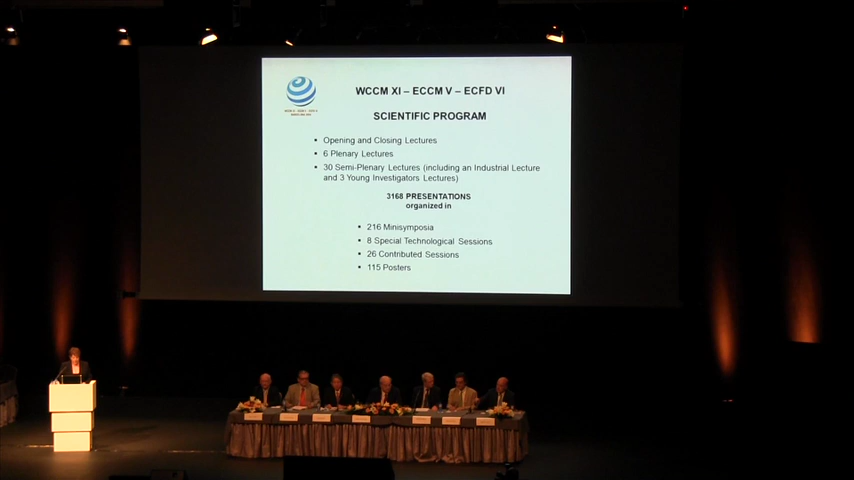 WCCM XI – ECCM V – ECFD VI
SCIENTIFIC PROGRAM
▪ Opening and Closing Lectures
▪ 6 Plenary Lectures
▪ 30 Semi-Plenary Lectures (including an Industrial Lecture
and 3 Young Investigators Lectures)
3168 PRESENTATIONS
organized in
▪ 216 Minisymposia
▪ 8 Special Technological Sessions
▪ 26 Contributed Sessions
▪ 115 Posters